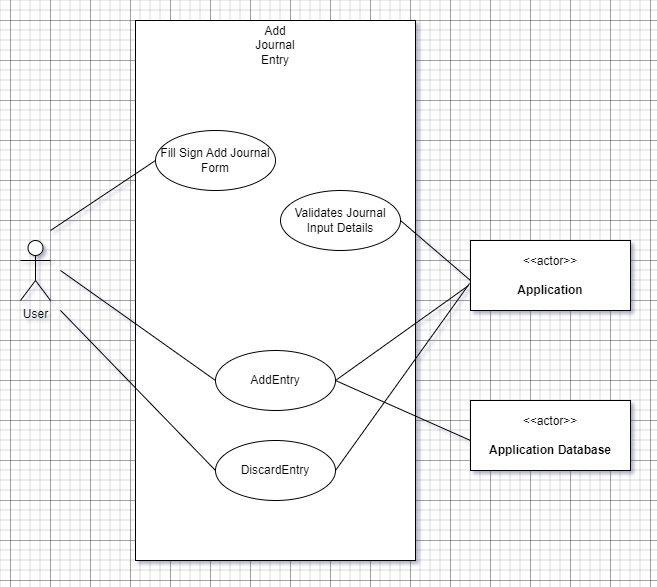 Add
Journal
Entry
Fill Sign Add Journal
Form
Validates Journal
Input Details
<<actor>>
Application
User
AddEntry
<<actor>>
Application Database
DiscardEntry